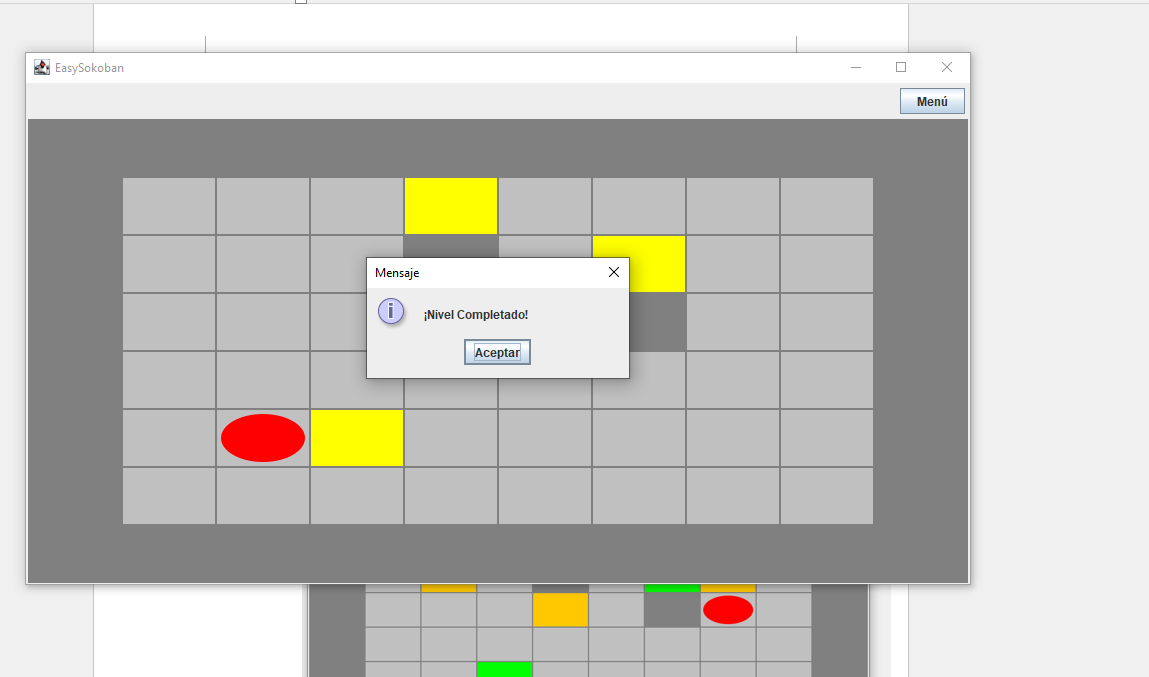 EasySokoban
Menú
Mensaje
¡Nivel Completado!
Aceptar